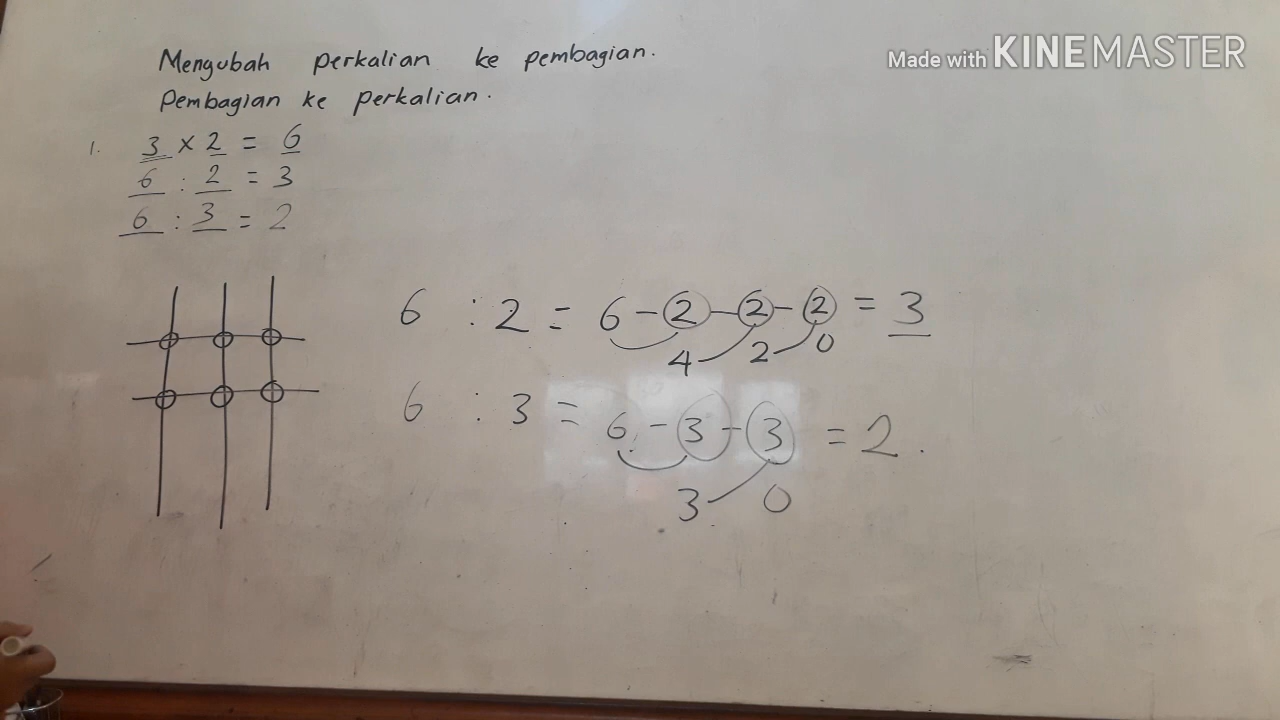 Made with KINEMASTER
Mengubah perkalian ke pembagian.
Pembagian ke perkalian.
1. 3 x 2 = 6
6 : 2 = 3
6 : 3 = 2
6 : 2 = 6 - 2 - 2 - 2 = 3
4 2 0
6 : 3 = 6 - 3 - 3 = 2.
3 0